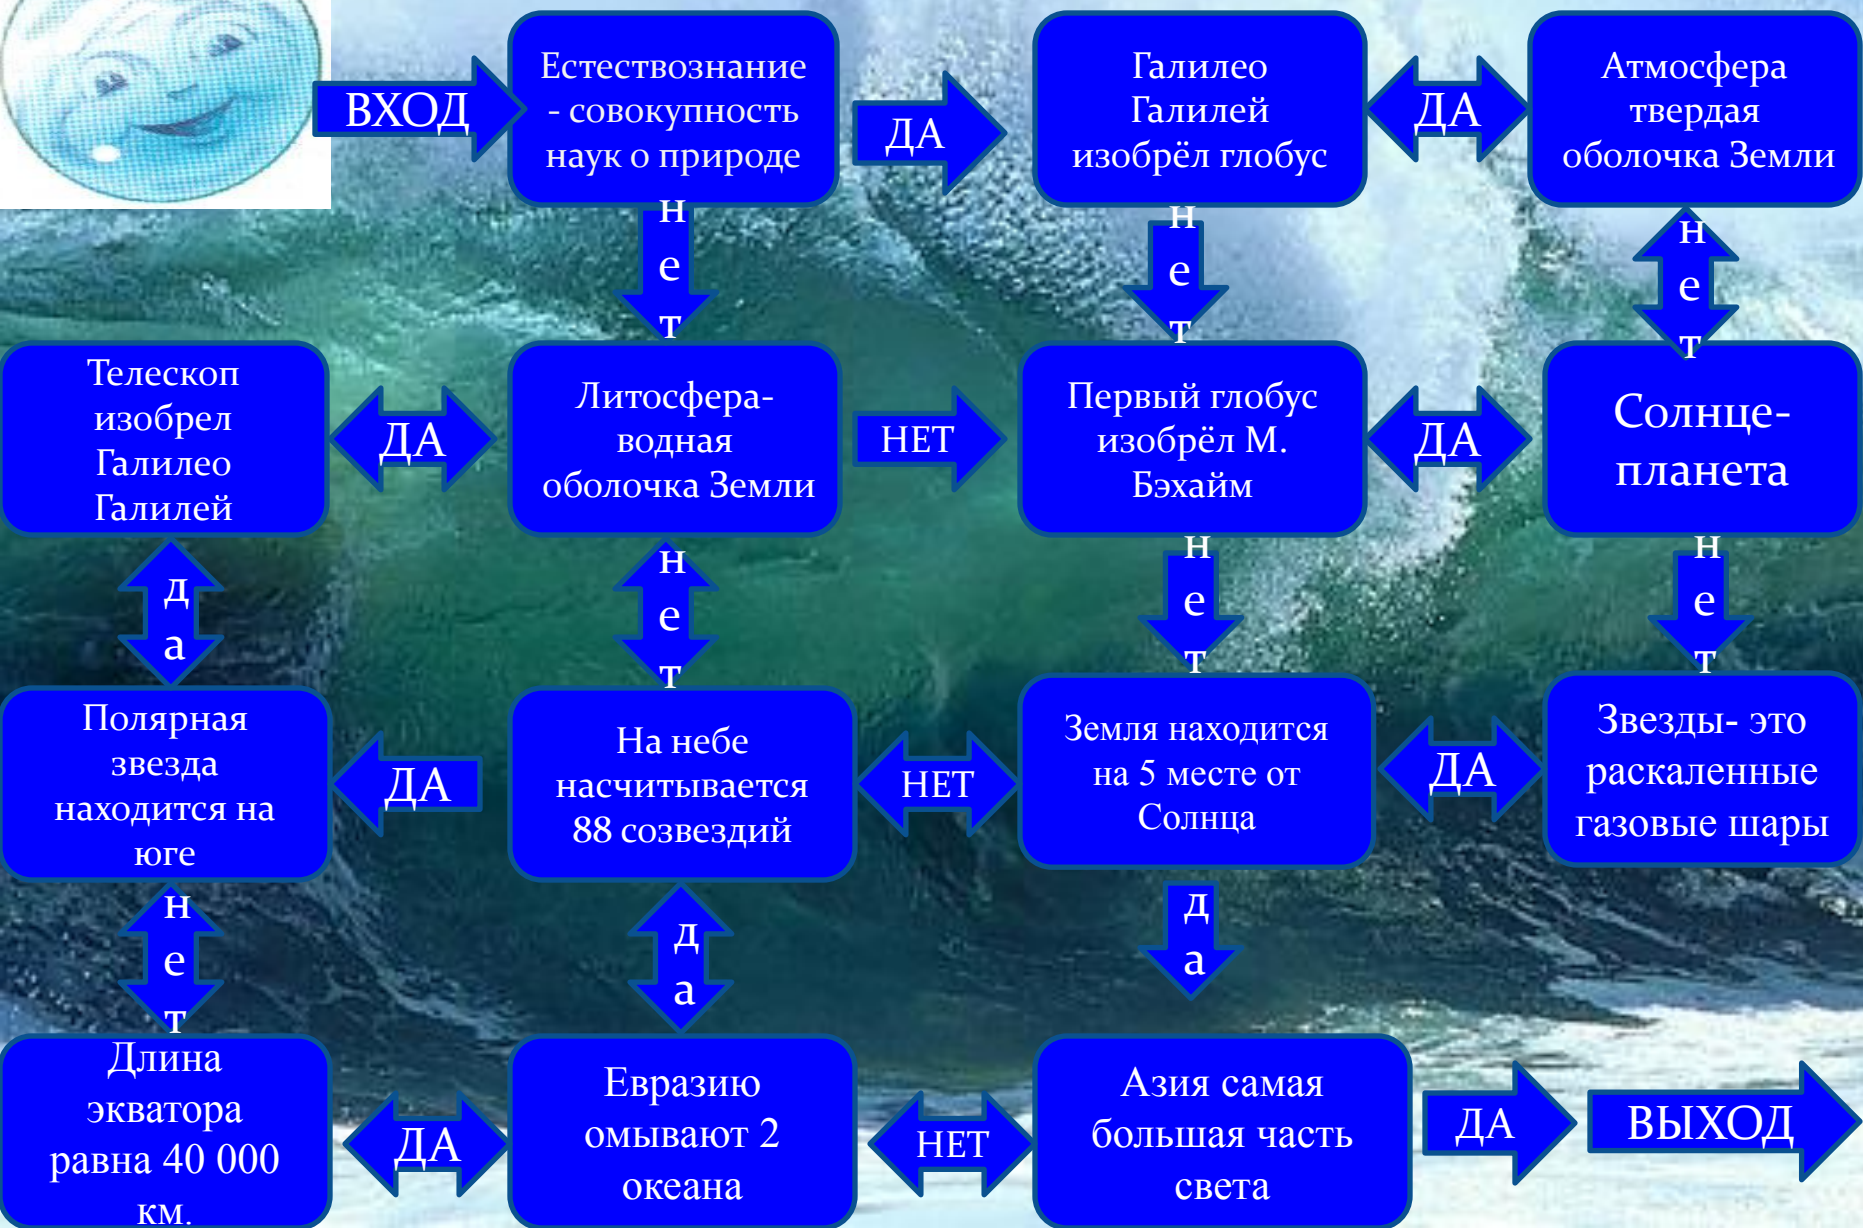 ВХОД
Естествознание
- совокупность
наук о природе
ДА
Галилео
Галилей
изобрёл глобус
ДА
Атмосфера
твердая
оболочка Земли
н
е
т
н
е
т
н
е
т
Телескоп
изобрел
Галилео
Галилей
ДА
Литосфера-
водная
оболочка Земли
НЕТ
Первый глобус
изобрёл М.
Бэхайм
ДА
Солнце-
планета
д
а
н
е
т
н
е
т
н
е
т
Полярная
звезда
находится на
юге
ДА
На небе
насчитывается
88 созвездий
НЕТ
Земля находится
на 5 месте от
Солнца
ДА
Звезды- это
раскаленные
газовые шары
н
е
т
д
а
д
а
Длина
экватора
равна 40 000
км.
ДА
Евразию
омывают 2
океана
НЕТ
Азия самая
большая часть
света
ДА
ВЫХОД